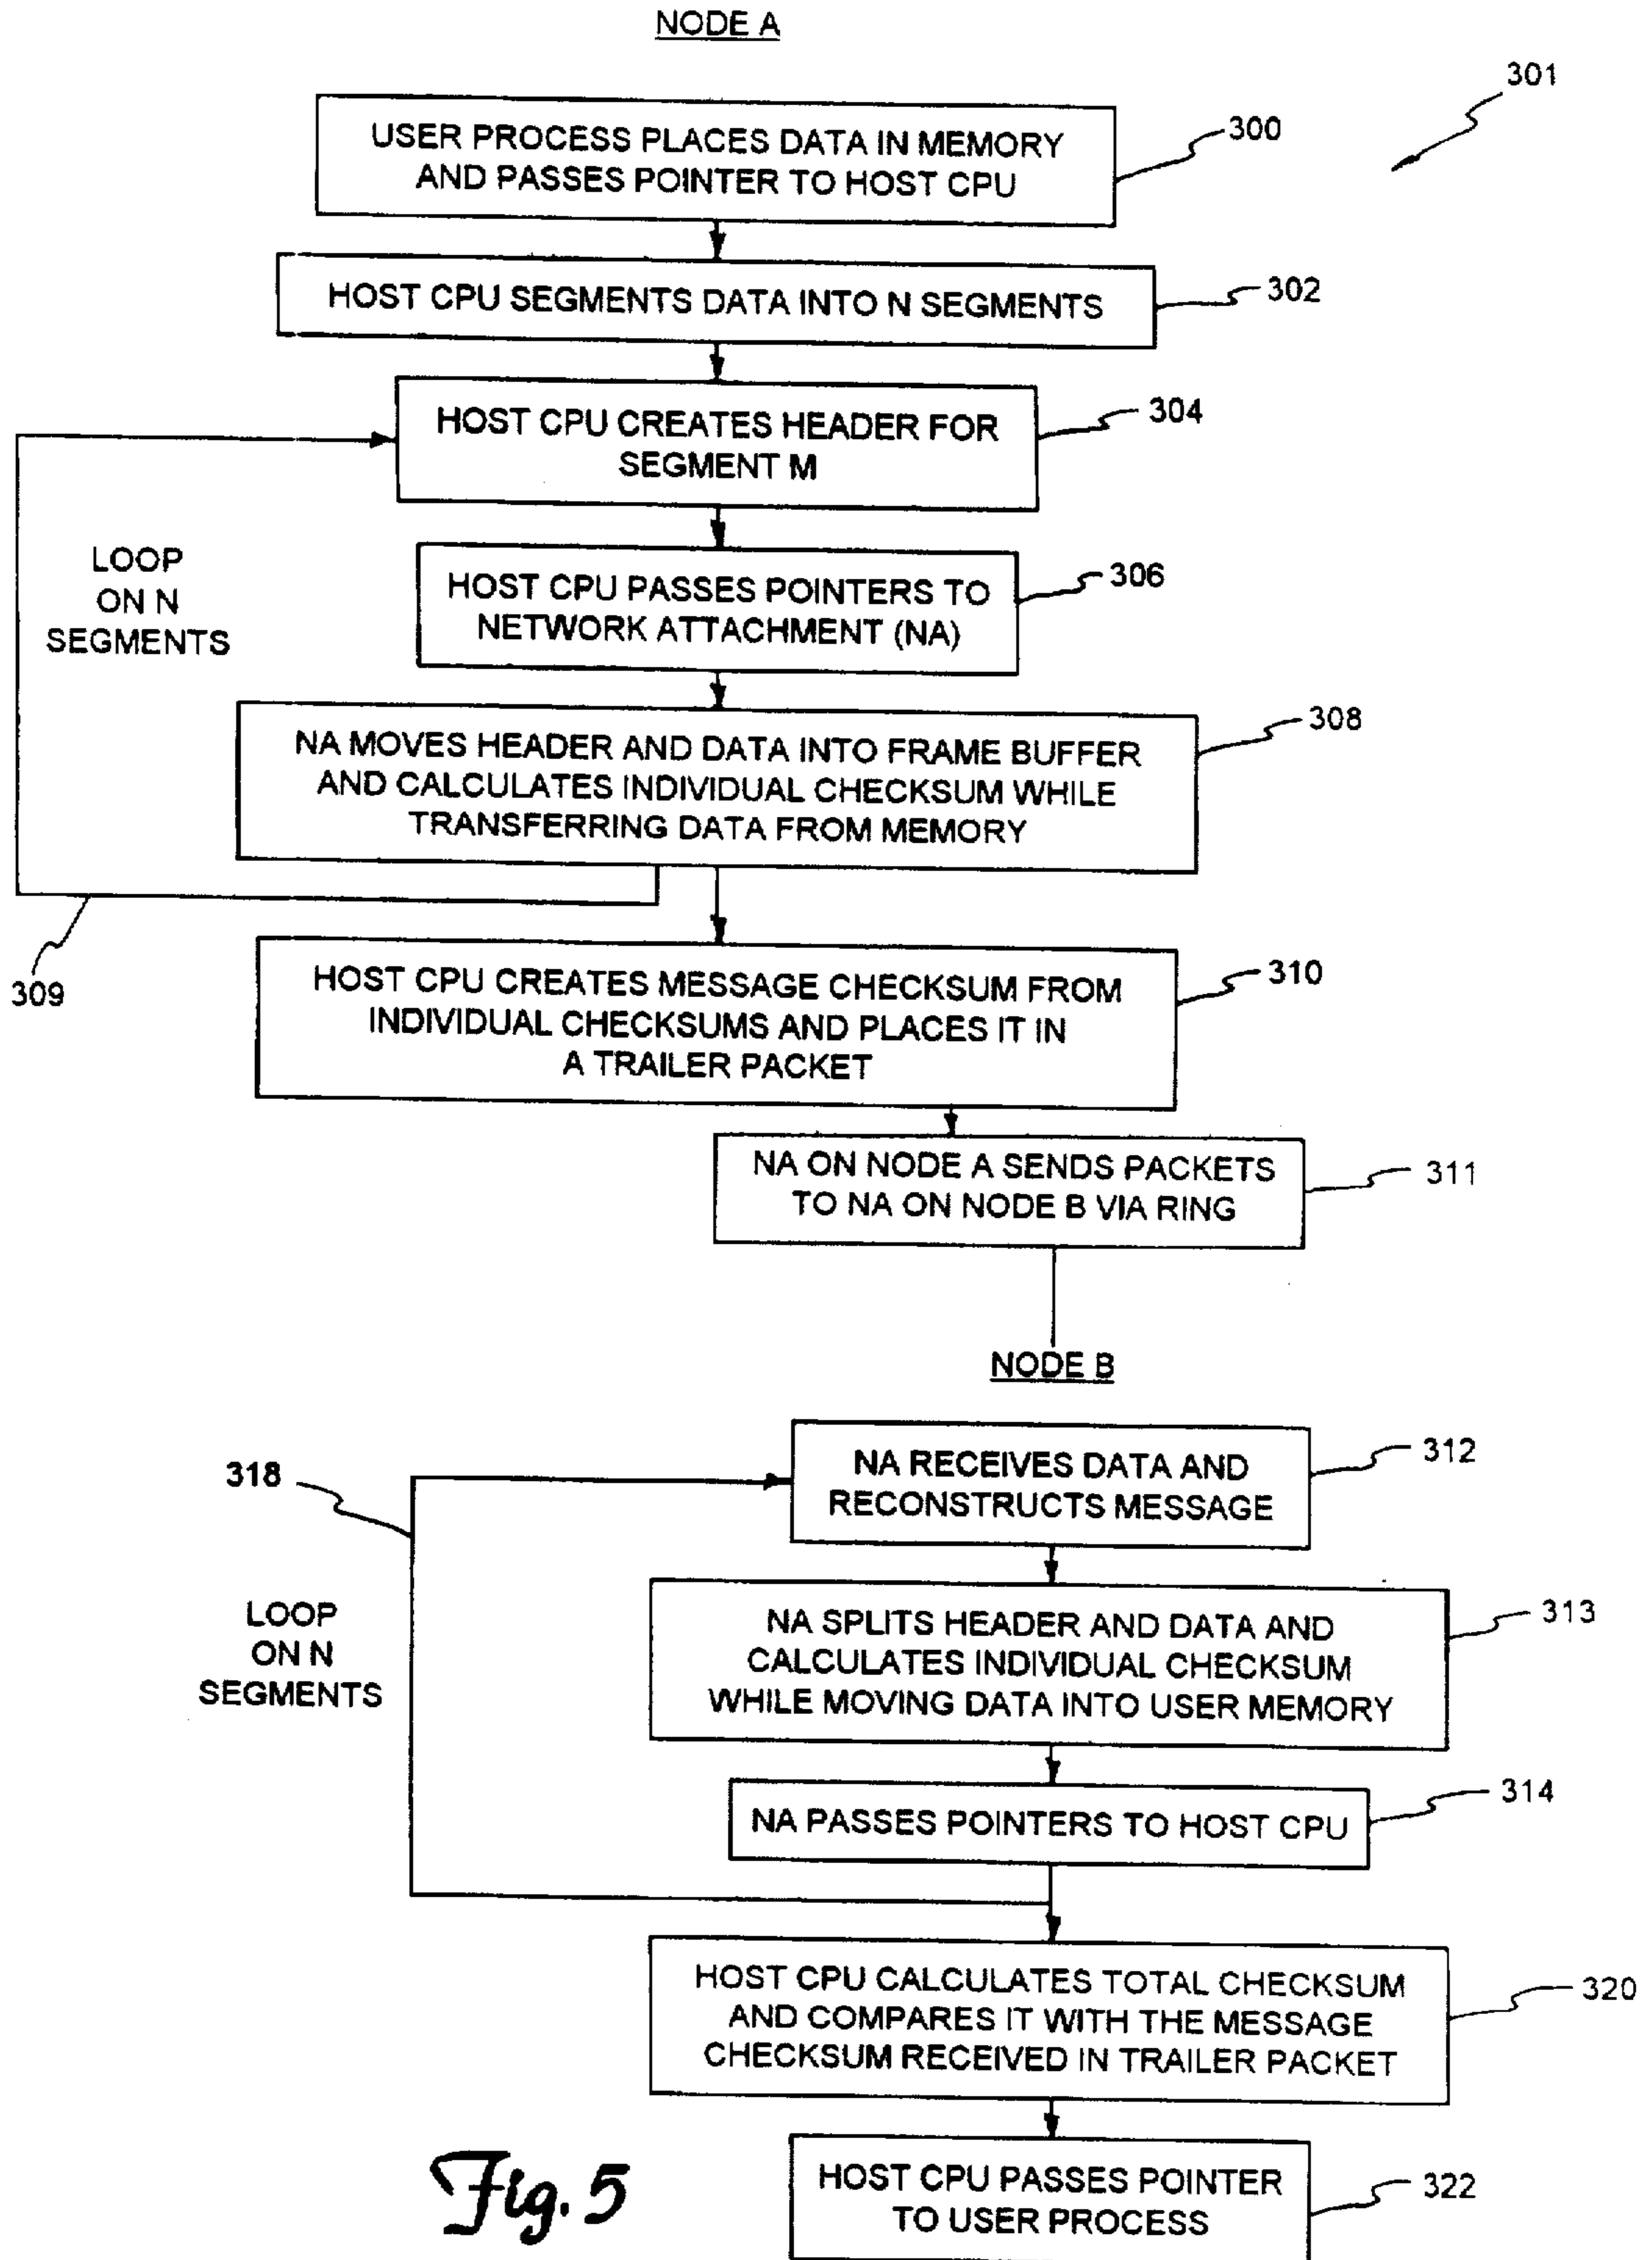 NODE A
301
USER PROCESS PLACES DATA IN MEMORY
AND PASSES POINTER TO HOST CPU
300
HOST CPU SEGMENTS DATA INTO N SEGMENTS
302
HOST CPU CREATES HEADER FOR
SEGMENT M
304
LOOP
ON N
SEGMENTS
HOST CPU PASSES POINTERS TO
NETWORK ATTACHMENT (NA)
306
NA MOVES HEADER AND DATA INTO FRAME BUFFER
AND CALCULATES INDIVIDUAL CHECKSUM WHILE
TRANSFERRING DATA FROM MEMORY
308
309
HOST CPU CREATES MESSAGE CHECKSUM FROM
INDIVIDUAL CHECKSUMS AND PLACES IT IN
A TRAILER PACKET
310
NA ON NODE A SENDS PACKETS
TO NA ON NODE B VIA RING
311
NODE B
NA RECEIVES DATA AND
RECONSTRUCTS MESSAGE
312
318
LOOP
ON N
SEGMENTS
NA SPLITS HEADER AND DATA AND
CALCULATES INDIVIDUAL CHECKSUM
WHILE MOVING DATA INTO USER MEMORY
313
NA PASSES POINTERS TO HOST CPU
314
HOST CPU CALCULATES TOTAL CHECKSUM
AND COMPARES IT WITH THE MESSAGE
CHECKSUM RECEIVED IN TRAILER PACKET
320
HOST CPU PASSES POINTER
TO USER PROCESS
322
Fig. 5